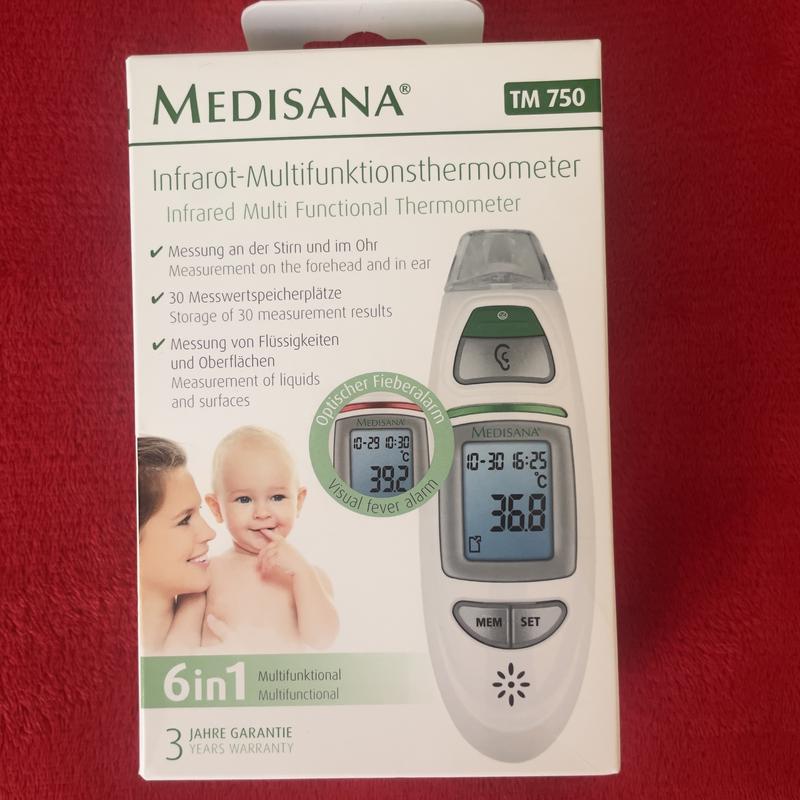 MEDISANA®
TM 750
Infrarot-Multifunktionsthermometer
Infrared Multi Functional Thermometer
✔ Messung an der Stirn und im Ohr
Measurement on the forehead and in ear
✔ 30 Messwertspeicherplätze
Storage of 30 measurement results
✔ Messung von Flüssigkeiten
und Oberflächen
Measurement of liquids
and surfaces
Optischer Fieberalarm
MEDISANA
10-29 10:30
°C
39.2
Visual fever alarm
MEDISANA®
10-30 16:25
°C
36.8
MEM SET
6in1
Multifunktional
Multifunctional
3 JAHRE GARANTIE
YEARS WARRANTY